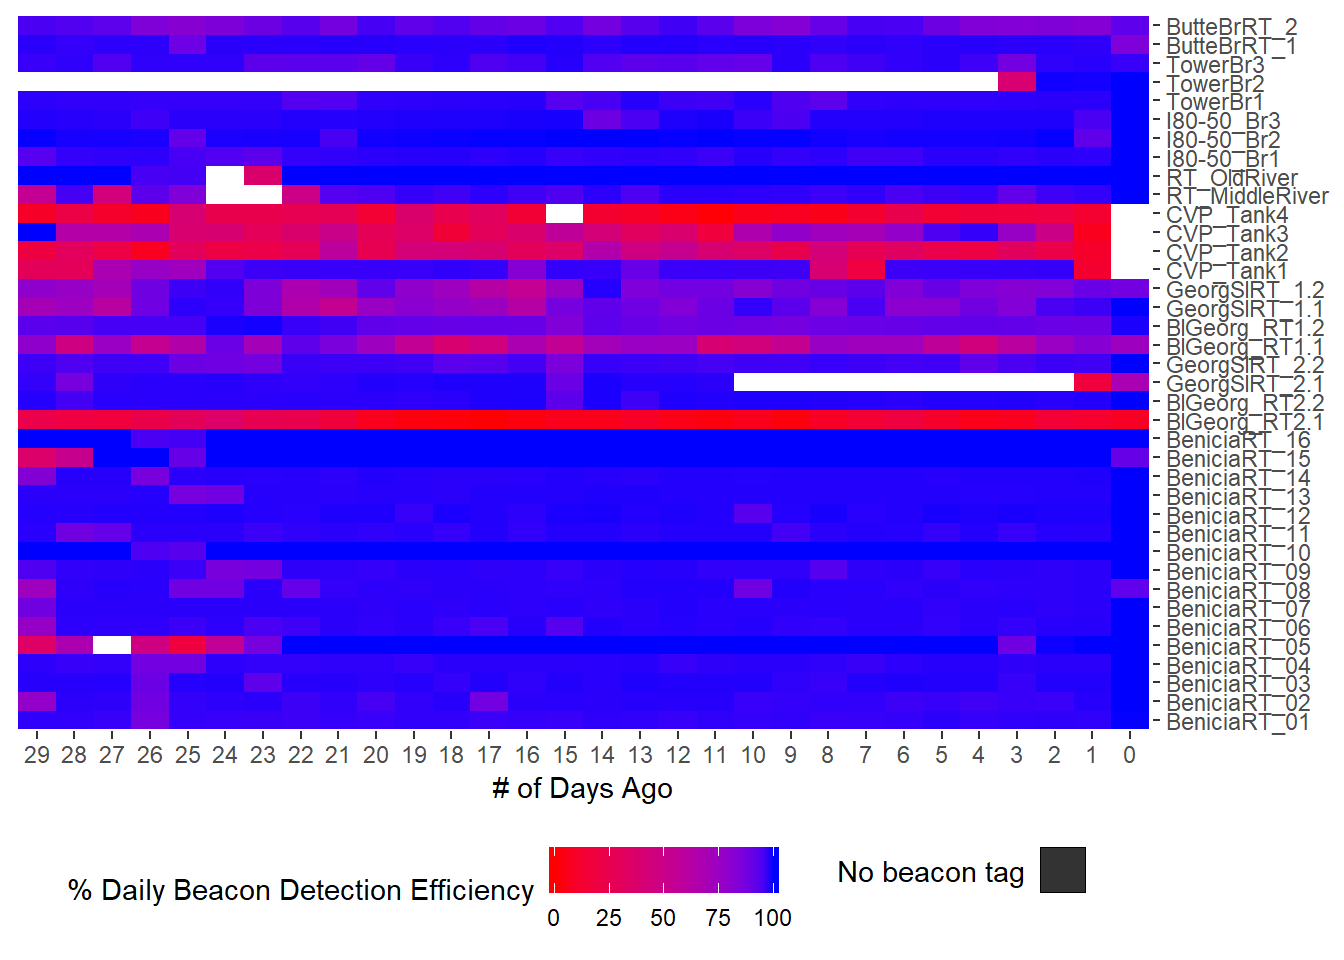 ButteBrRT_2
ButteBrRT_1
TowerBr3
TowerBr2
TowerBr1
I80-50_Br3
I80-50_Br2
I80-50_Br1
RT_OldRiver
RT_MiddleRiver
CVP_Tank4
CVP_Tank3
CVP_Tank2
CVP_Tank1
GeorgSlRT_1.2
GeorgSlRT_1.1
BlGeorg_RT1.2
BlGeorg_RT1.1
GeorgSlRT_2.2
GeorgSlRT_2.1
BlGeorg_RT2.2
BlGeorg_RT2.1
BeniciaRT_16
BeniciaRT_15
BeniciaRT_14
BeniciaRT_13
BeniciaRT_12
BeniciaRT_11
BeniciaRT_10
BeniciaRT_09
BeniciaRT_08
BeniciaRT_07
BeniciaRT_06
BeniciaRT_05
BeniciaRT_04
BeniciaRT_03
BeniciaRT_02
BeniciaRT_01
29 28 27 26 25 24 23 22 21 20 19 18 17 16 15 14 13 12 11 10 9 8 7 6 5 4 3 2 1 0
# of Days Ago
% Daily Beacon Detection Efficiency
0 25 50 75 100
No beacon tag